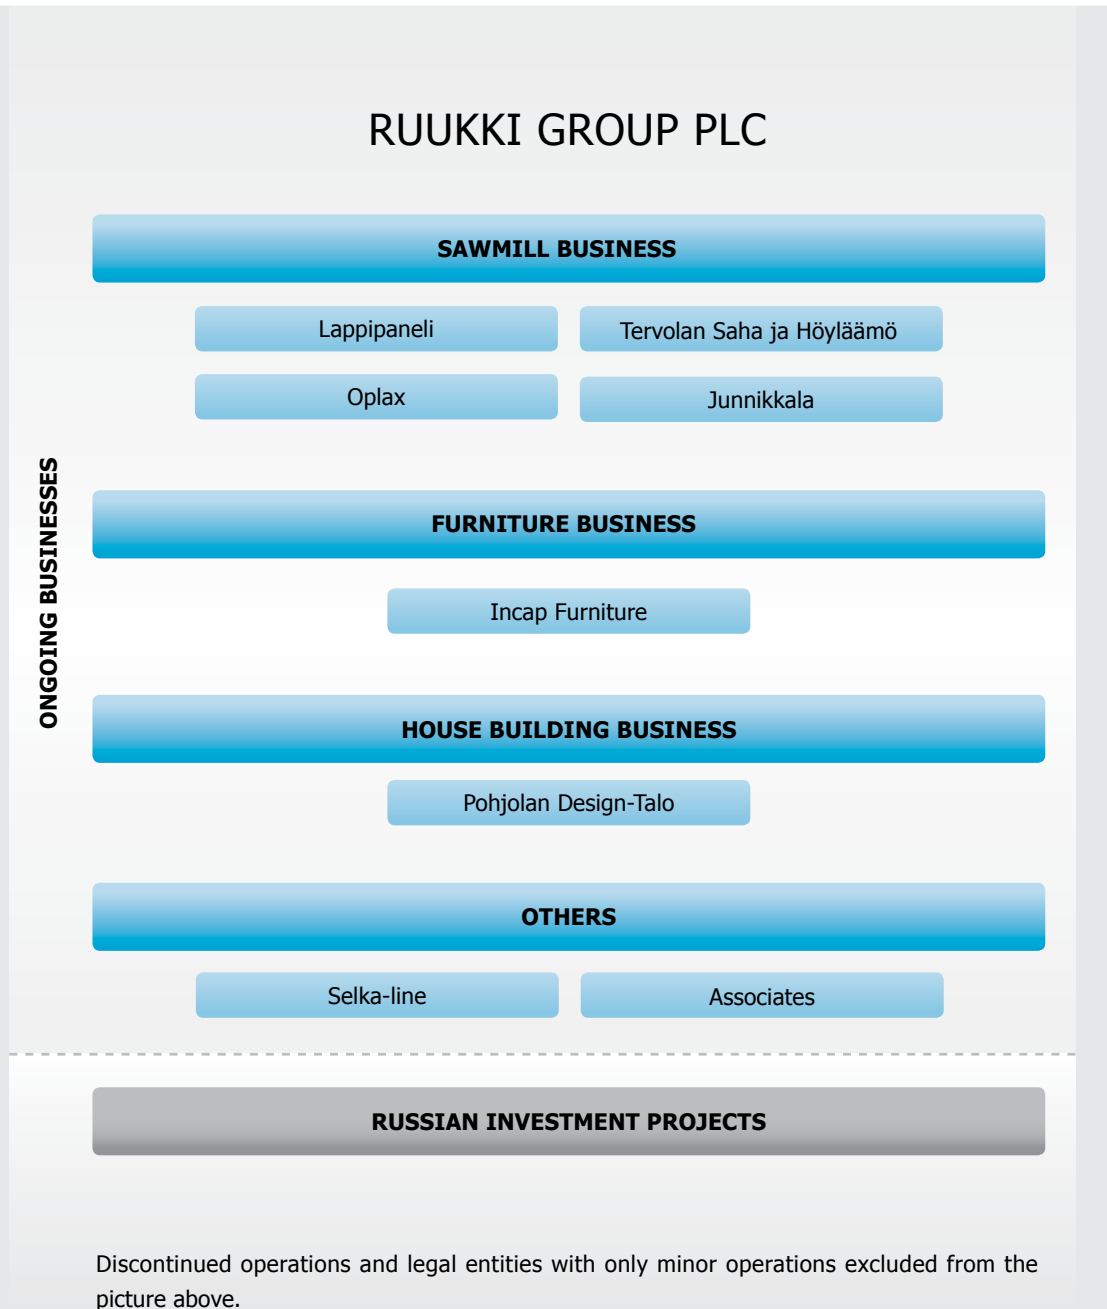 RUUKKI GROUP PLC
SAWMILL BUSINESS
Lappipaneli
Tervolan Saha ja Höyläämö
Oplax
Junnikkala
ONGOING BUSINESSES
FURNITURE BUSINESS
Incap Furniture
HOUSE BUILDING BUSINESS
Pohjolan Design-Talo
OTHERS
Selka-line
Associates
RUSSIAN INVESTMENT PROJECTS
Discontinued operations and legal entities with only minor operations excluded from the
picture above.